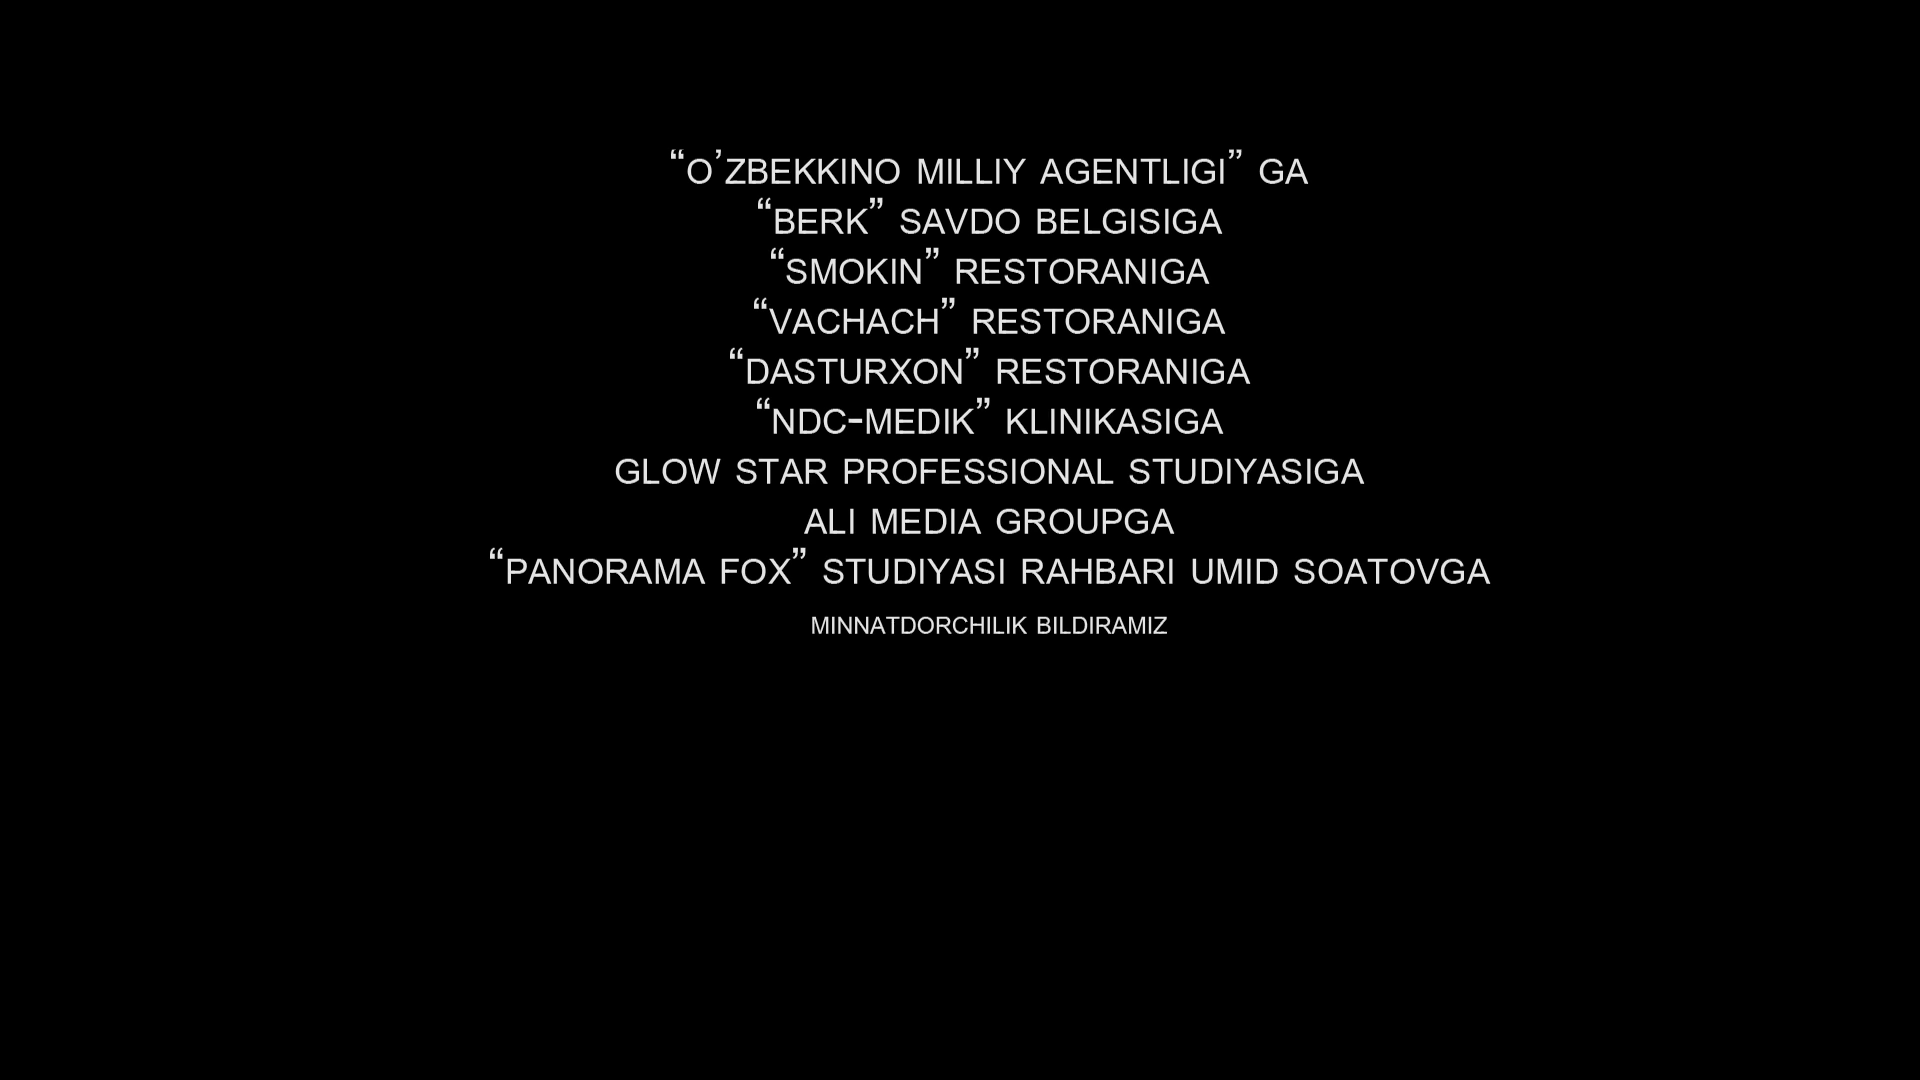 “O’ZBEKKINO MILLIY AGENTLIGI” GA
“BERK” SAVDO BELGISIGA
“SMOKIN” RESTORANIGA
“VACHACH” RESTORANIGA
“DASTURXON” RESTORANIGA
“NDC-MEDIK” KLINIKASIGA
GLOW STAR PROFESSIONAL STUDIYASIGA
ALI MEDIA GROUPGA
“PANORAMA FOX” STUDIYASI RAHBARI UMID SOATOVGA
MINNATDORCHILIK BILDIRAMIZ